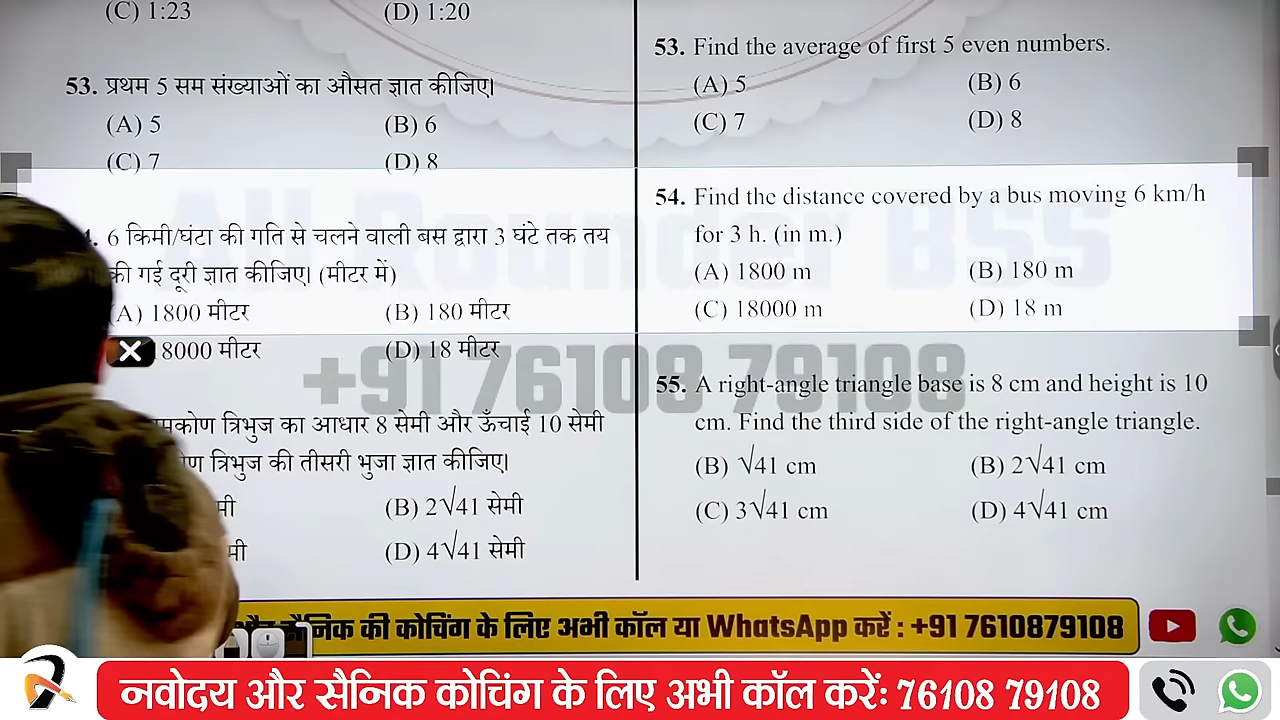 (C) 1:23 (D) 1:20
53. प्रथम 5 सम संख्याओं का औसत ज्ञात कीजिए।
(A) 5 (B) 6
(C) 7 (D) 8
6 किमी/घंटा की गति से चलने वाली बस द्वारा 3 घंटे तक तय
की गई दूरी ज्ञात कीजिए। (मीटर में)
(A) 1800 मीटर (B) 180 मीटर
8000 मीटर (D) 18 मीटर
त्रिभुज का आधार 8 सेमी और ऊँचाई 10 सेमी
त्रिभुज की तीसरी भुजा ज्ञात कीजिए।
(B) 2√41 सेमी
(D) 4√41 सेमी
53. Find the average of first 5 even numbers.
(A) 5 (B) 6
(C) 7 (D) 8
54. Find the distance covered by a bus moving 6 km/h
for 3 h. (in m.)
(A) 1800 m (B) 180 m
(C) 18000 m (D) 18 m
55. A right-angle triangle base is 8 cm and height is 10
cm. Find the third side of the right-angle triangle.
(B) √41 cm (B) 2√41 cm
(C) 3√41 cm (D) 4√41 cm
All Rounder BSS
+91 76108 79108
की कोचिंग के लिए अभी कॉल या WhatsApp करें : +91 7610879108
नवोदय और सैनिक कोचिंग के लिए अभी कॉल करें: 76108 79108